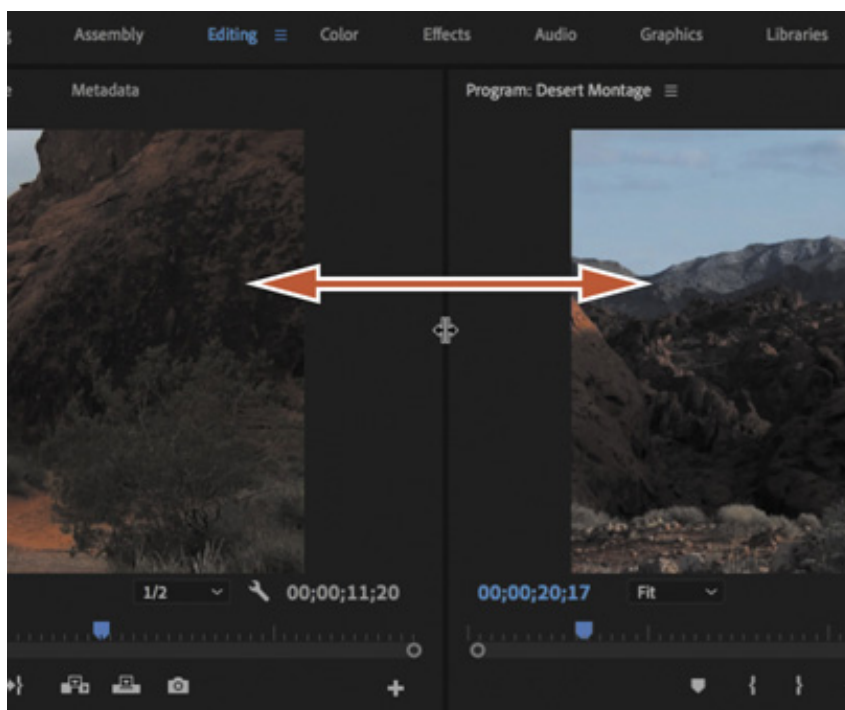 Assembly Editing Color Effects Audio Graphics Libraries
Metadata Program: Desert Montage
1/2 00;00;11;20 00;00;20;17 Fit